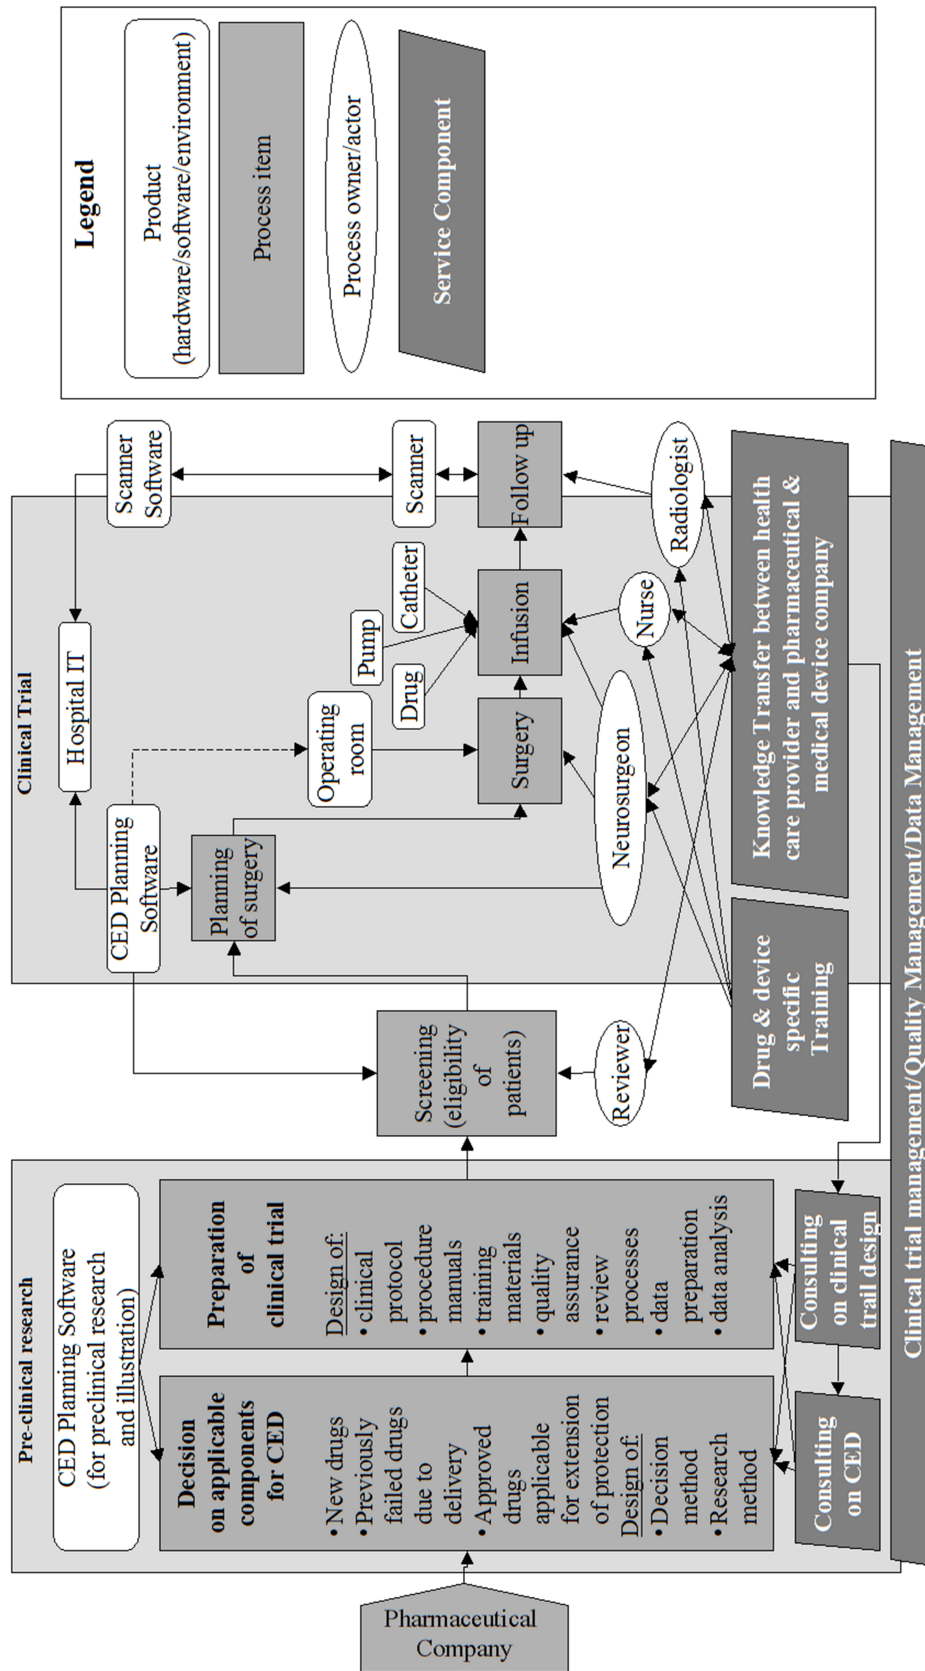 Pre-clinical research
CED Planning Software
(for preclinical research
and illustration)
Decision
on applicable
components
for CED
• New drugs
• Previously
failed drugs
due to
delivery
• Approved
drugs
applicable
for extension
of protection
Design of:
• Decision
method
• Research
method
Preparation
of
clinical trial
Design of:
• clinical
protocol
• procedure
manuals
• training
materials
• quality
assurance
• review
processes
• data
preparation
• data analysis
Consulting
on CED
Consulting
on clinical
trail design
Pharmaceutical
Company
Screening
(eligibility
of
patients)
Reviewer
Clinical Trial
CED Planning
Software
Hospital IT
Scanner
Software
Planning
of surgery
Operating
room
Drug
Pump
Catheter
Scanner
Surgery
Infusion
Follow up
Neurosurgeon
Nurse
Radiologist
Drug & device
specific
Training
Knowledge Transfer between health
care provider and pharmaceutical &
medical device company
Clinical trial management/Quality Management/Data Management
Legend
Product
(hardware/software/environment)
Process item
Process owner/actor
Service Component